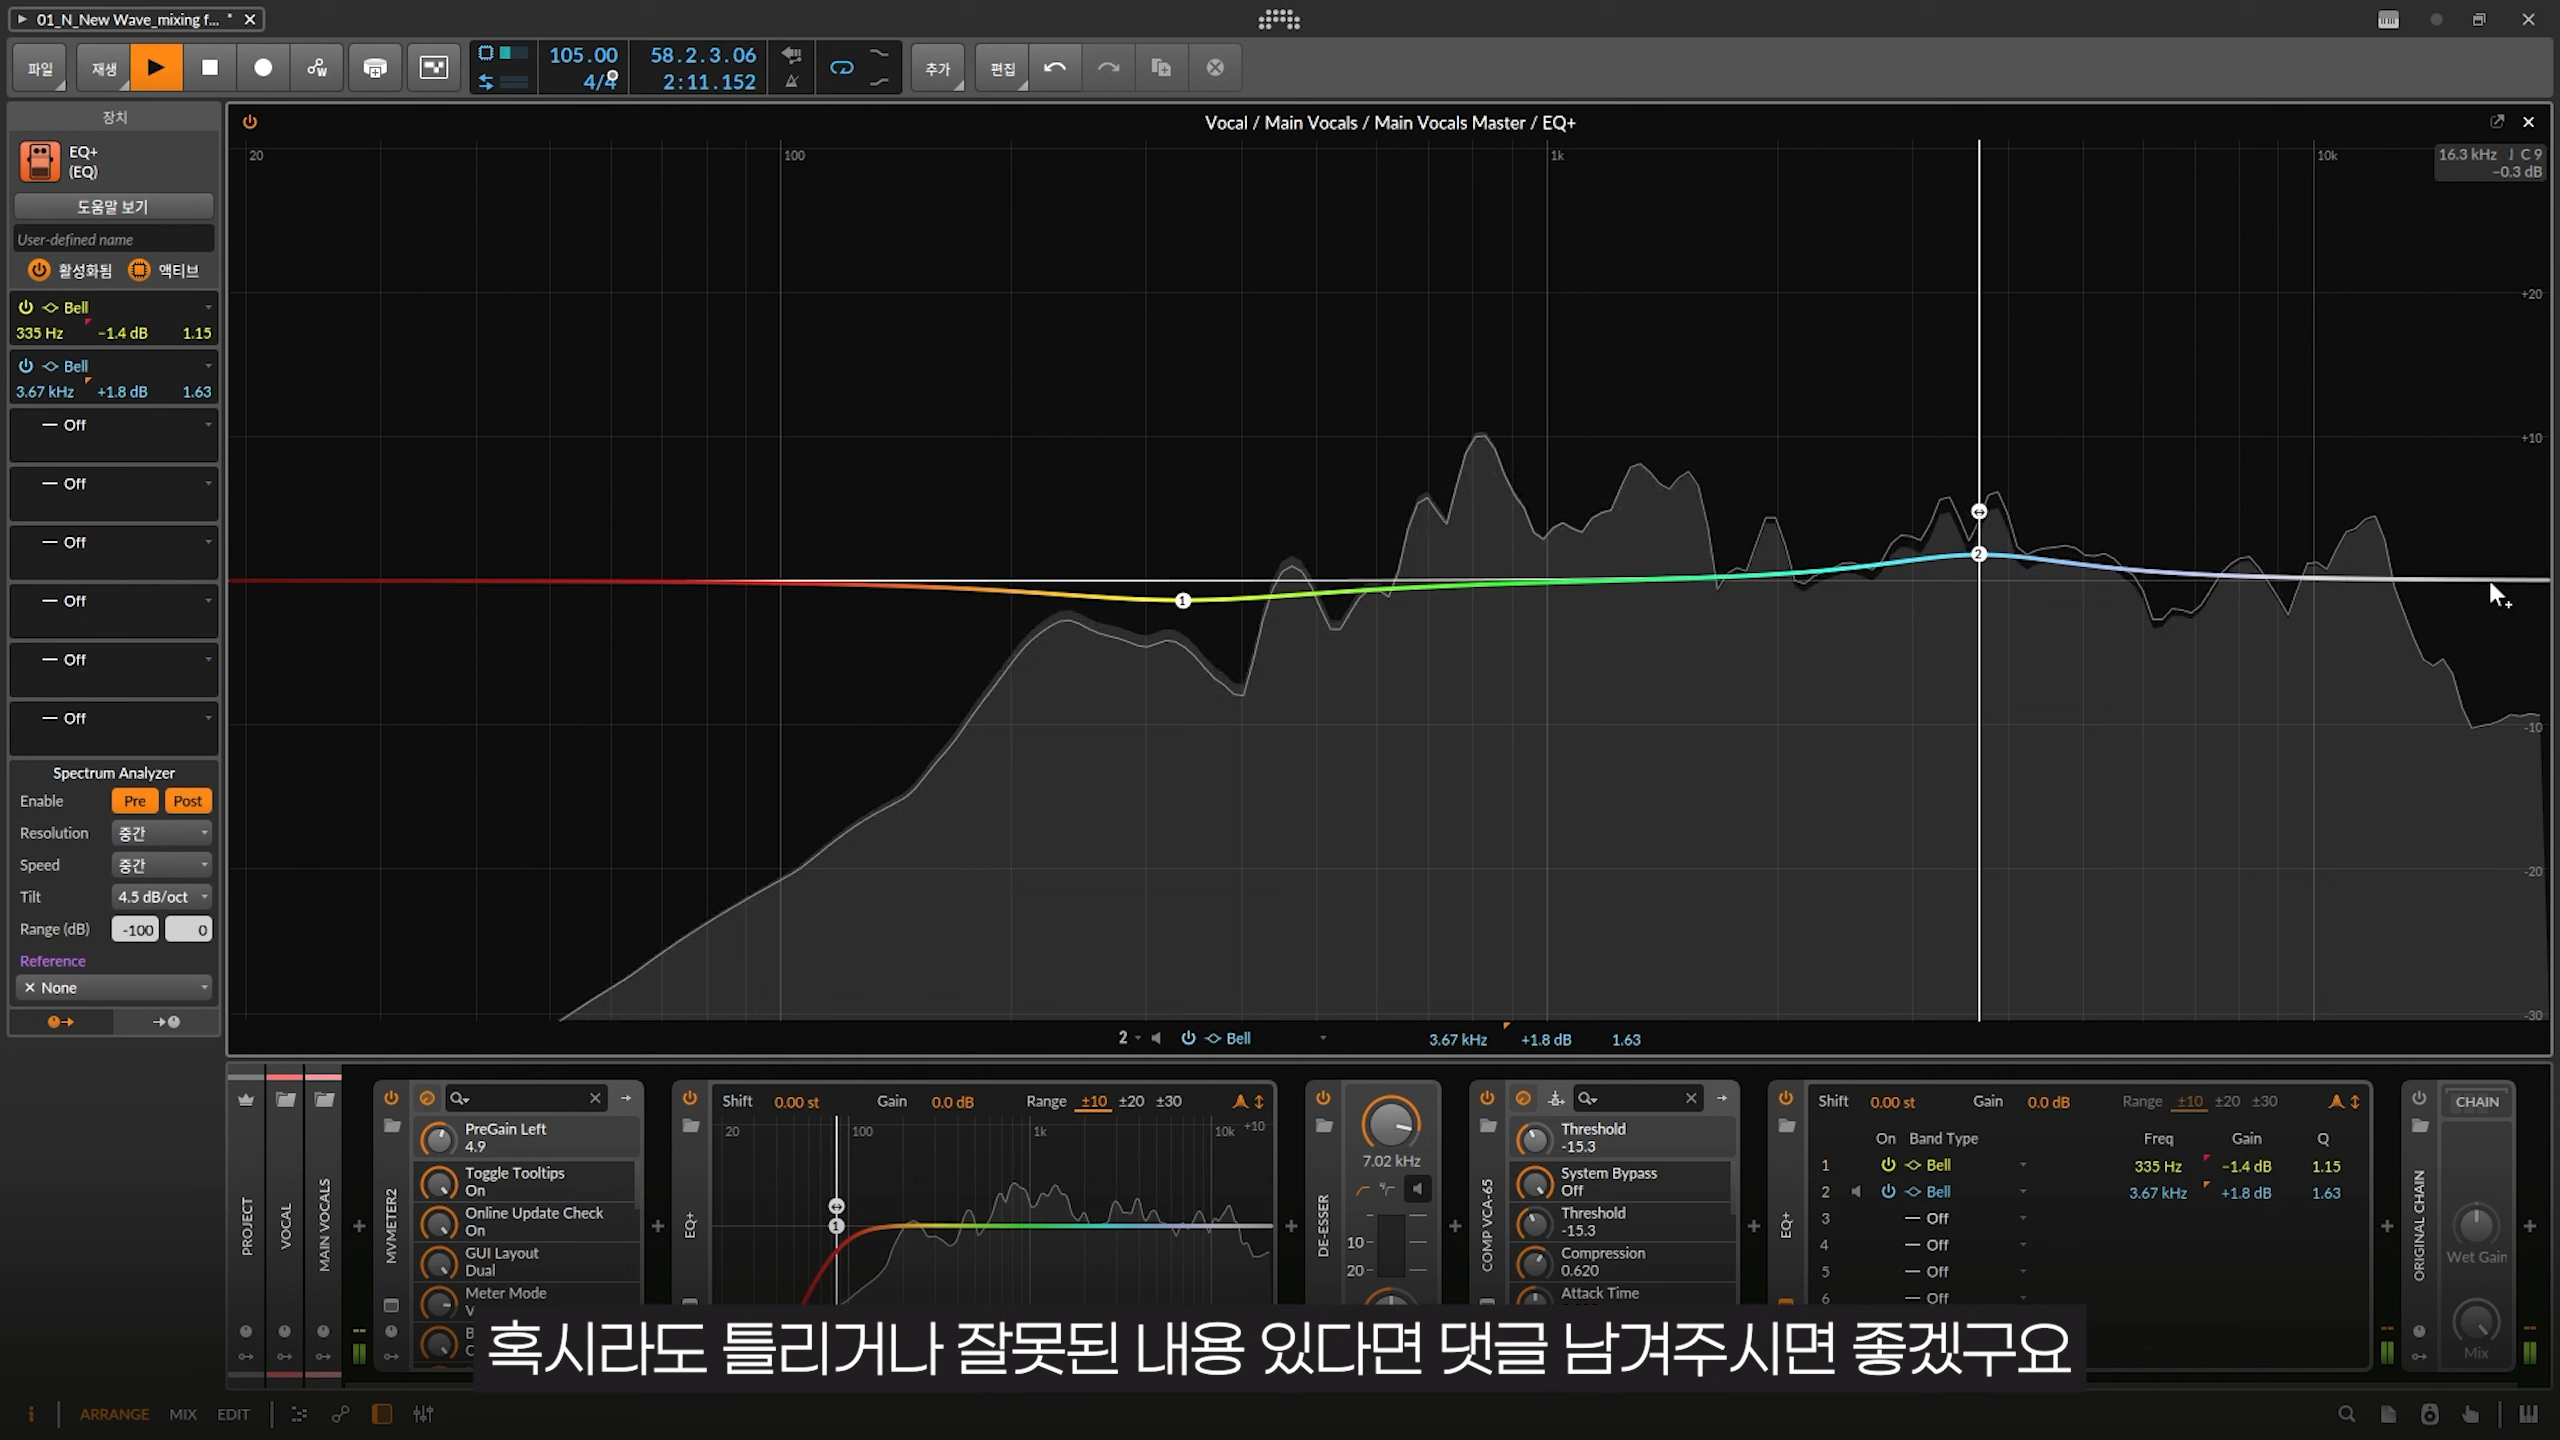 01_N_New Wave_mixing f... *
파일
재생
105.00
4/4
58.2.3.06
2:11.152
추가
편집
장치
EQ+
(EQ)
도움말 보기
User-defined name
활성화됨
액티브
Bell
335 Hz -1.4 dB 1.15
Bell
3.67 kHz +1.8 dB 1.63
Off
Off
Off
Off
Off
Off
Spectrum Analyzer
Enable Pre Post
Resolution 중간
Speed 중간
Tilt 4.5 dB/oct
Range (dB) -100 0
Reference
None
Vocal / Main Vocals / Main Vocals Master / EQ+
20 100 1k 10k
16.3 kHz C 9
-0.3 dB
+20
+10
-10
-20
-30
1
2
2 Bell 3.67 kHz +1.8 dB 1.63
PROJECT
VOCAL
MAIN VOCALS
MVMETER2
PreGain Left
4.9
Toggle Tooltips
On
Online Update Check
On
GUI Layout
Dual
Meter Mode
EQ+
Shift 0.00 st Gain 0.0 dB Range ±10 ±20 ±30
20 100 1k 10k +10
1
DE-ESSER
7.02 kHz
10
20
COMP VCA-65
Threshold
-15.3
System Bypass
Off
Threshold
-15.3
Compression
0.620
Attack Time
EQ+
Shift 0.00 st Gain 0.0 dB Range ±10 ±20 ±30
On Band Type Freq Gain Q
1 Bell 335 Hz -1.4 dB 1.15
2 Bell 3.67 kHz +1.8 dB 1.63
3 Off
4 Off
5 Off
6 Off
ORIGINAL CHAIN
CHAIN
Wet Gain
Mix
혹시라도 틀리거나 잘못된 내용 있다면 댓글 남겨주시면 좋겠구요
ARRANGE MIX EDIT